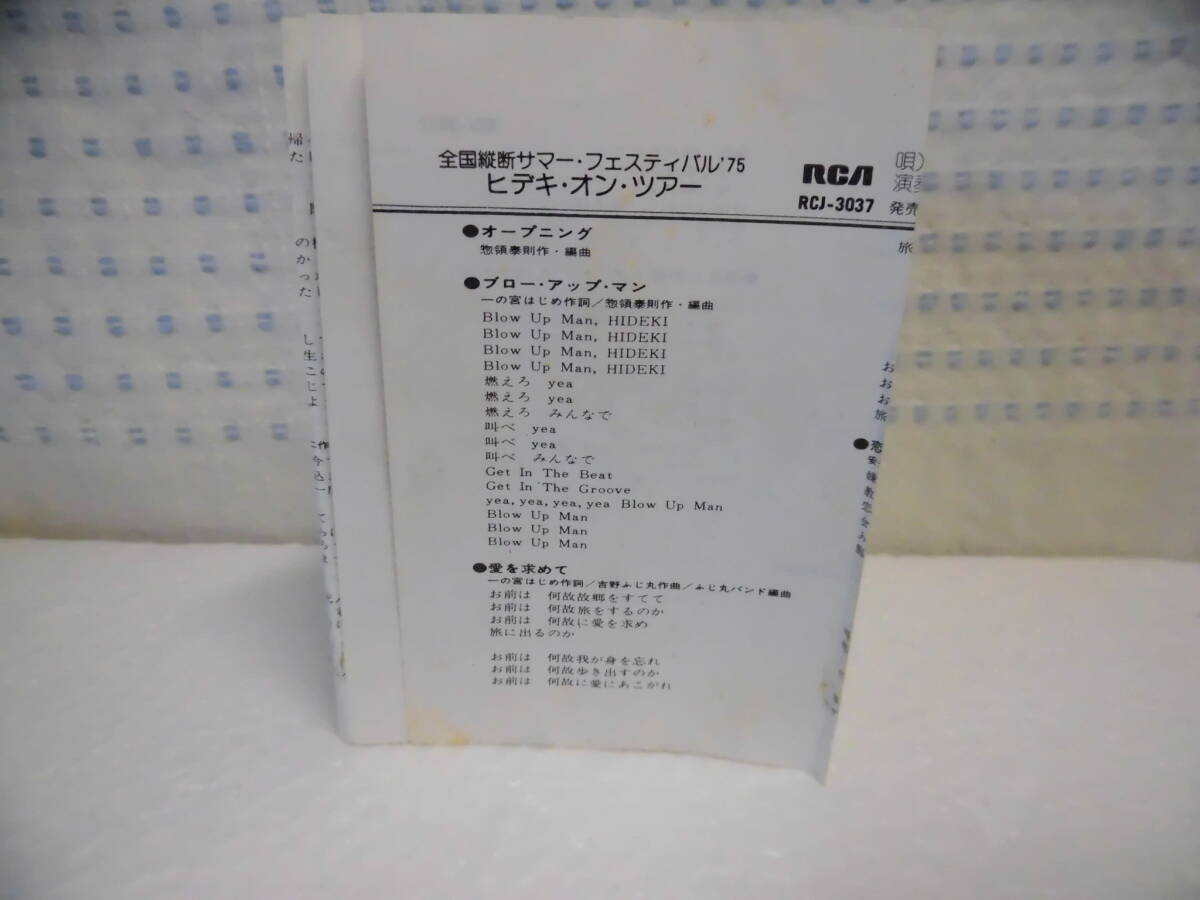 全国縦断サマー・フェスティバル'75
ヒデキ・オン・ツアー
RCA
RCJ-3037
唄
演奏
発売
●オープニング
惣領泰則作・編曲
●ブロー・アップ・マン
一の宮はじめ作詞／惣領泰則作・編曲
Blow Up Man, HIDEKI
Blow Up Man, HIDEKI
Blow Up Man, HIDEKI
Blow Up Man, HIDEKI
燃えろ yea
燃えろ yea
燃えろ みんなで
叫べ yea
叫べ yea
叫べ みんなで
Get In The Beat
Get In The Groove
yea, yea, yea, yea Blow Up Man
Blow Up Man
Blow Up Man
Blow Up Man
●愛を求めて
一の宮はじめ作詞／吉野ふじ丸作曲／ふじ丸バンド編曲
お前は 何故故郷をすてて
お前は 何故旅をするのか
お前は 何故に愛を求め
旅に出るのか
お前は 何故我が身を忘れ
お前は 何故歩き出すのか
お前は 何故に愛にあこがれ
旅
お
お
お
旅
●恋